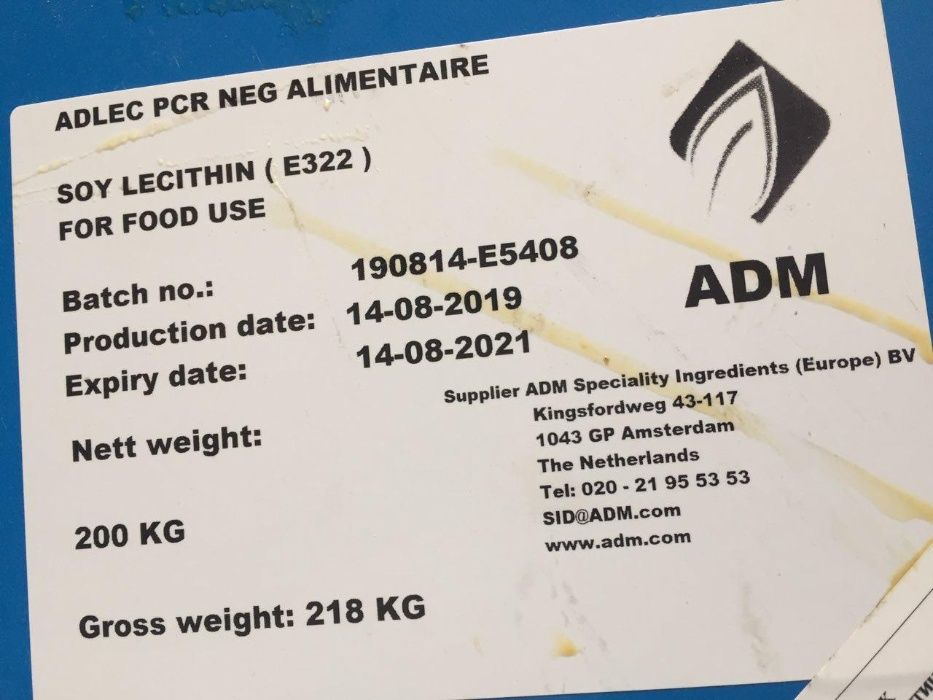 ADLEC PCR NEG ALIMENTAIRE
SOY LECITHIN ( E322 )
FOR FOOD USE
Batch no.: 190814-E5408
Production date: 14-08-2019
Expiry date: 14-08-2021
Nett weight:
200 KG
Gross weight: 218 KG
ADM
Supplier ADM Speciality Ingredients (Europe) BV
Kingsfordweg 43-117
1043 GP Amsterdam
The Netherlands
Tel: 020 - 21 95 53 53
SID@ADM.com
www.adm.com